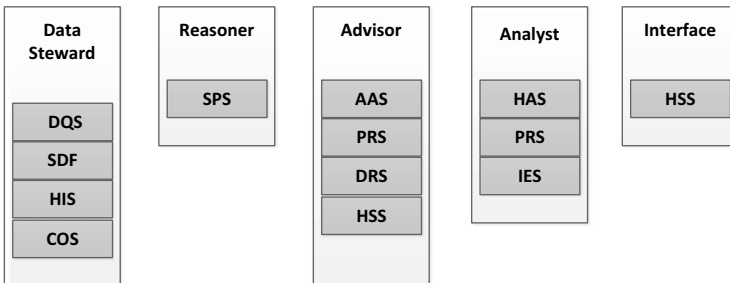 Data
Steward
DQS
SDF
HIS
COS
Reasoner
SPS
Advisor
AAS
PRS
DRS
HSS
Analyst
HAS
PRS
IES
Interface
HSS